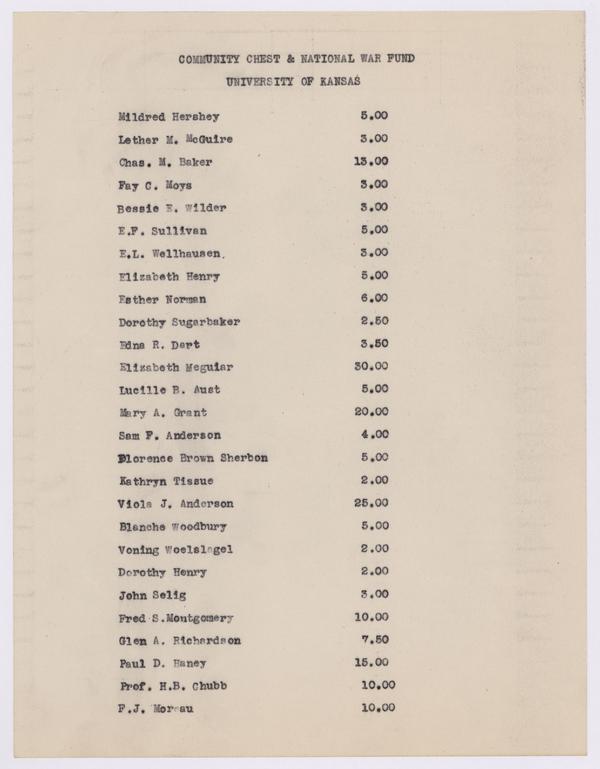 COMMUNITY CHEST & NATIONAL WAR FUND
UNIVERSITY OF KANSAS
Mildred Hershey 5.00
Lether M. McGuire 3.00
Chas. M. Baker 13.00
Fay C. Moys 3.00
Bessie E. Wilder 3.00
E.F. Sullivan 5.00
E.L. Wellhausen. 3.00
Elizabeth Henry 5.00
Esther Norman 6.00
Dorothy Sugarbaker 2.50
Edna R. Dart 3.50
Elizabeth Meguiar 30.00
Lucille B. Aust 5.00
Mary A. Grant 20.00
Sam F. Anderson 4.00
Florence Brown Sherbon 5.00
Kathryn Tissue 2.00
Viola J. Anderson 25.00
Blanche Woodbury 5.00
Voning Woelslagel 2.00
Dorothy Henry 2.00
John Selig 3.00
Fred S.Montgomery 10.00
Glen A. Richardson 7.50
Paul D. Haney 15.00
Prof. H.B. Chubb 10.00
F.J. Moreau 10.00